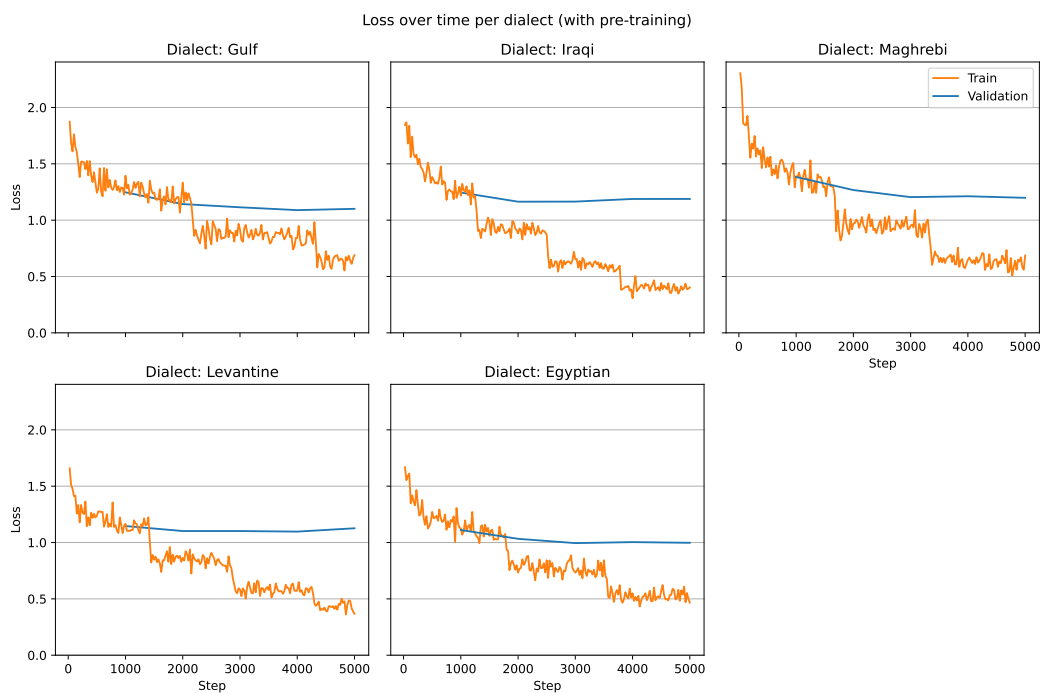 Loss over time per dialect (with pre-training)
Dialect: Gulf
Dialect: Iraqi
Dialect: Maghrebi
Train
Validation
Loss
2.0
1.5
1.0
0.5
0.0
0 1000 2000 3000 4000 5000
Step
Dialect: Levantine
Dialect: Egyptian
Loss
2.0
1.5
1.0
0.5
0.0
0 1000 2000 3000 4000 5000
Step
0 1000 2000 3000 4000 5000
Step